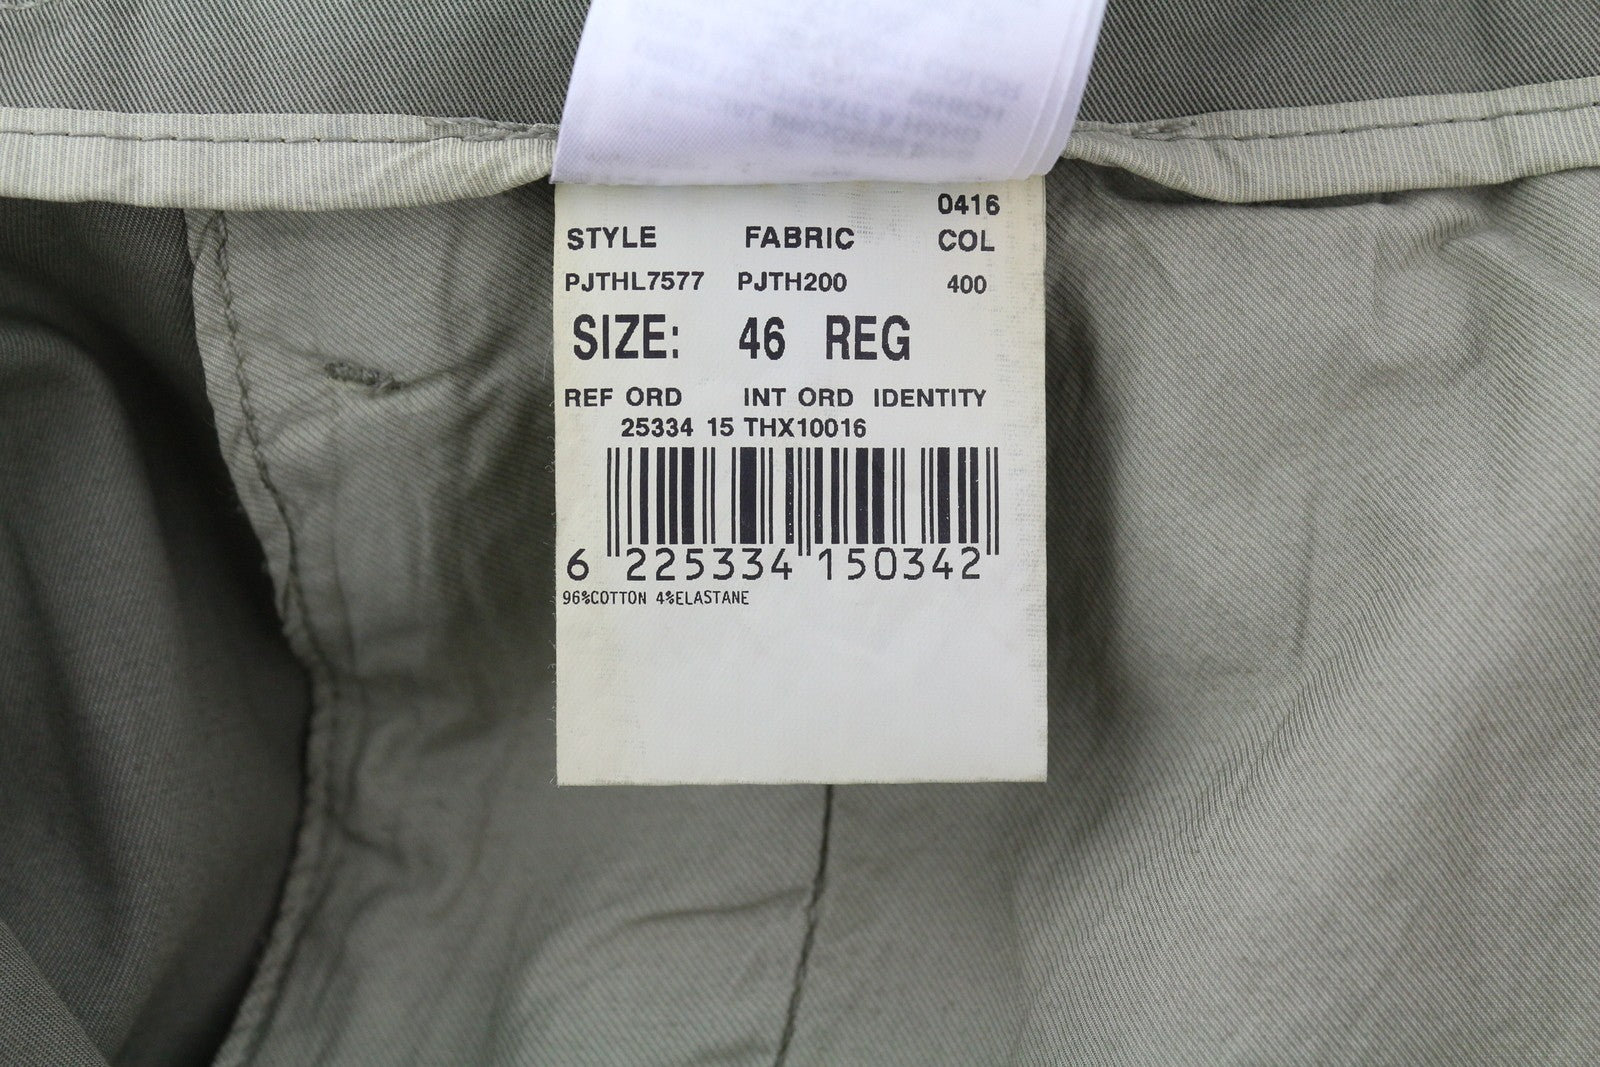 0416
STYLE FABRIC COL
PJTHL7577 PJTH200 400
SIZE: 46 REG
REF ORD INT ORD IDENTITY
25334 15 THX10016
6 225334 150342
96%COTTON 4%ELASTANE